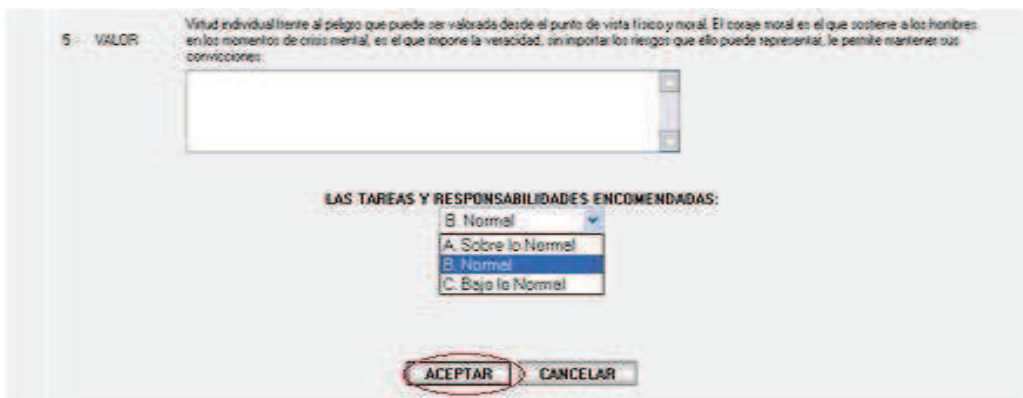 Virtud individual frente al peligro que puede ser valorada desde el punto de vista físico y moral. El coraje moral es el que sostiene a los hombres
5 - VALOR en los momentos de crisis mental, es el que impone la veracidad, sin importar los riesgos que ello puede representar, le permite mantener sus
convicciones
LAS TAREAS Y RESPONSABILIDADES ENCOMENDADAS:
B. Normal
A. Sobre lo Normal
B. Normal
C. Bajo lo Normal
ACEPTAR CANCELAR